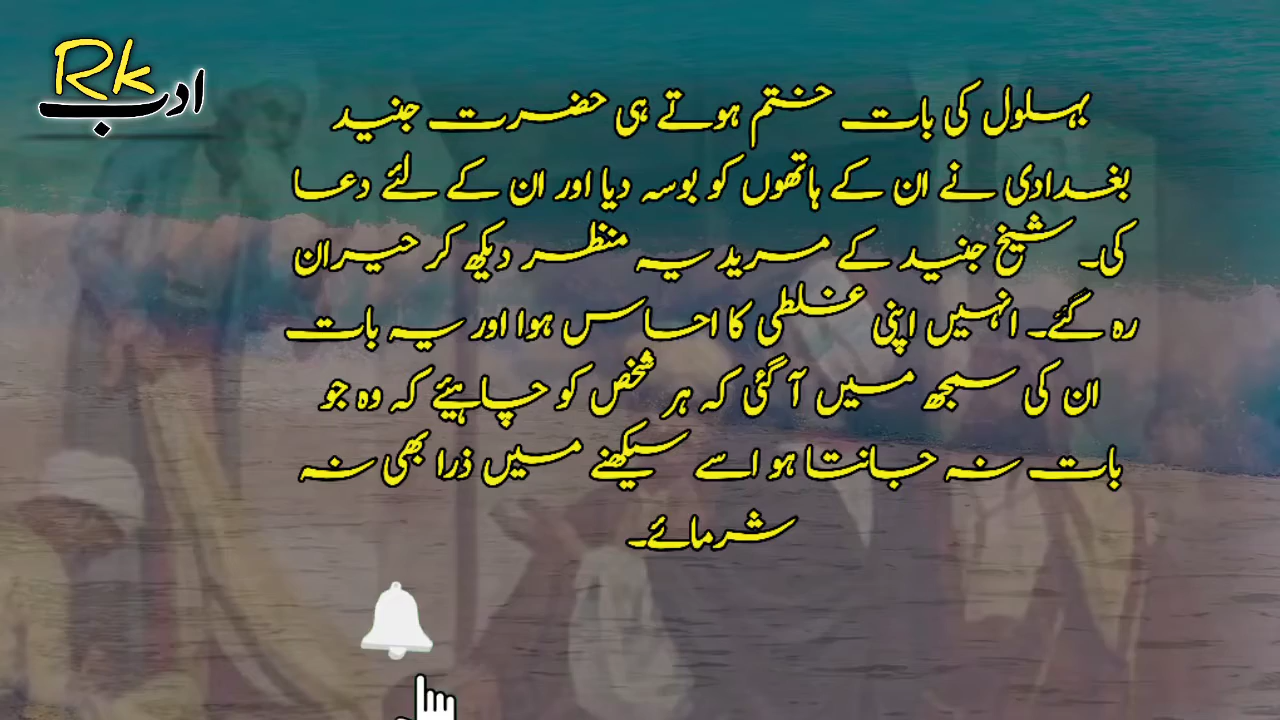 Rk
ادب
بہلول کی بات ختم ہوتے ہی حضرت جنید
بغدادی نے ان کے ہاتھوں کو بوسہ دیا اور ان کے لئے دعا
کی۔ شیخ جنید کے مرید یہ منظر دیکھ کر حیران
رہ گئے۔ انہیں اپنی غلطی کا احساس ہوا اور یہ بات
ان کی سمجھ میں آ گئی کہ ہر شخص کو چاہیئے کہ وہ جو
بات نہ جانتا ہو اسے سیکھنے میں ذرا بھی نہ
شرمائے۔